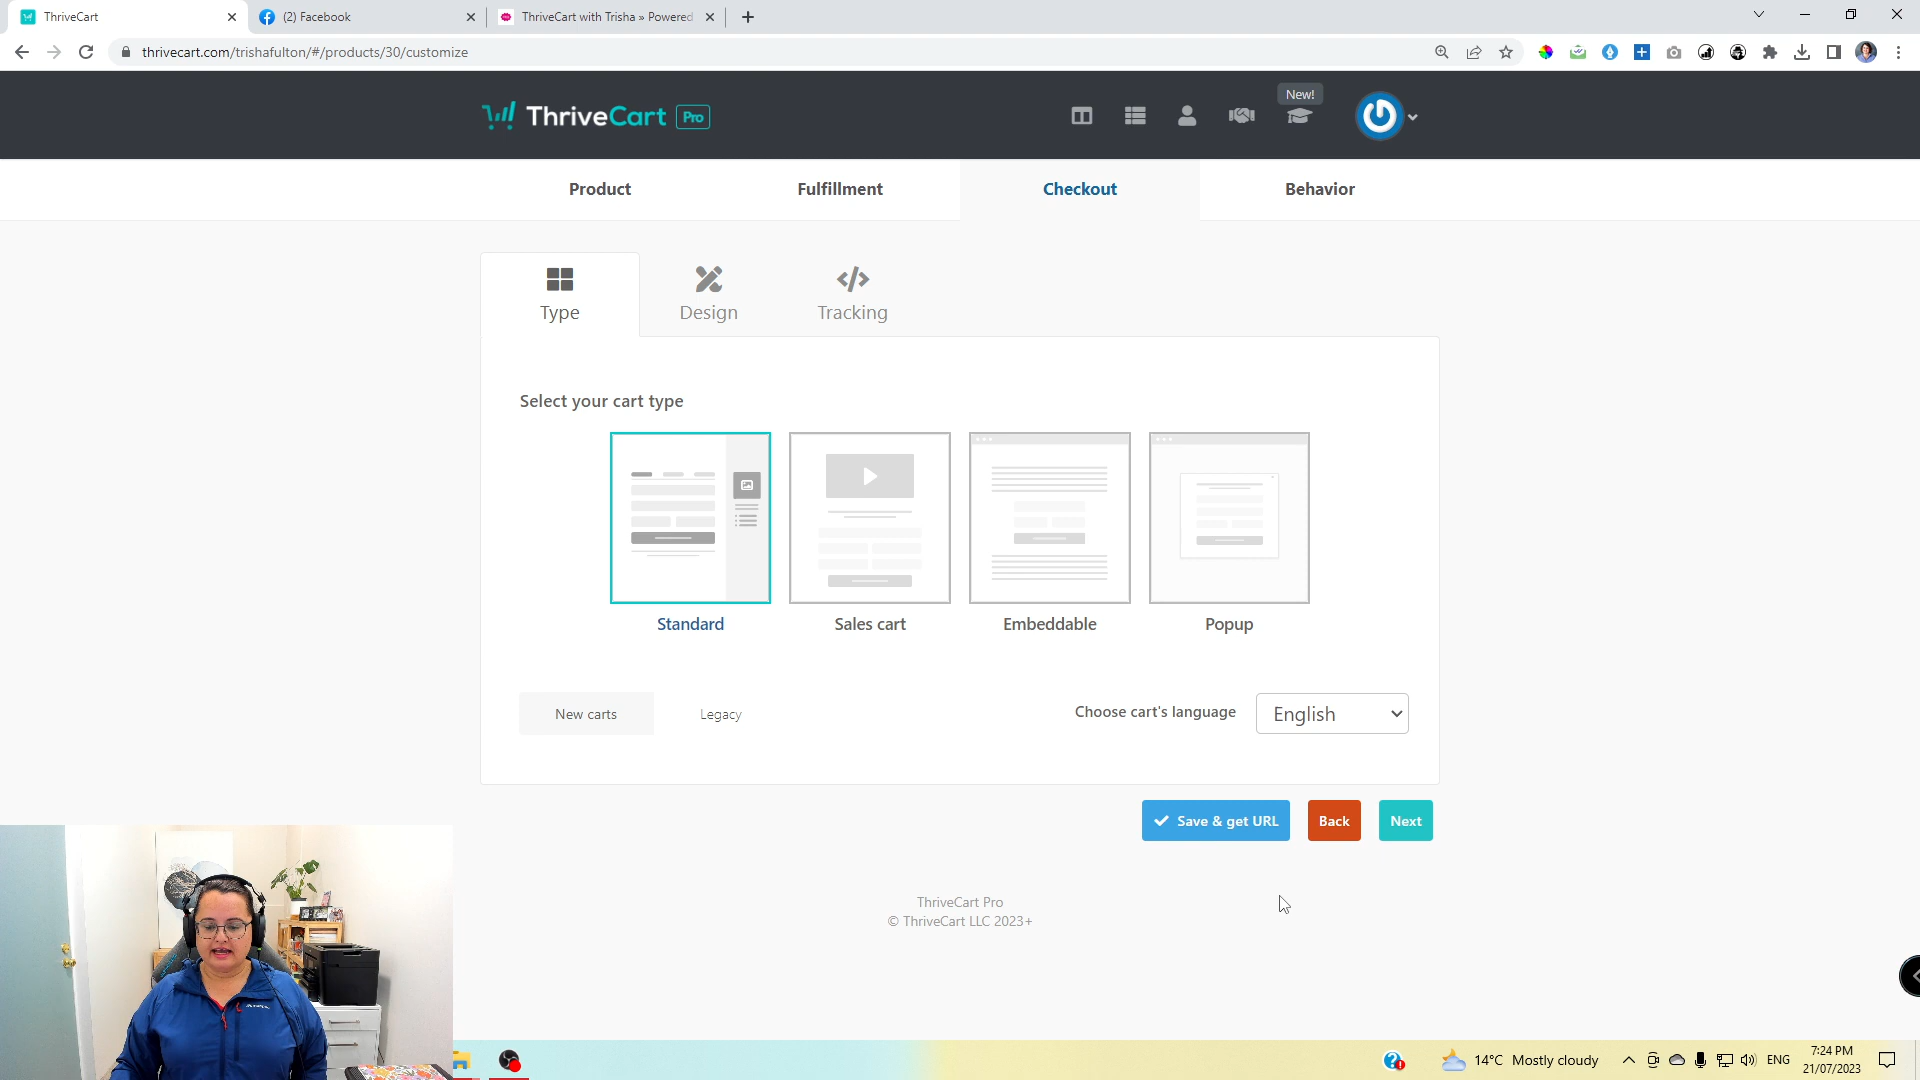 ThriveCart
(2) Facebook
ThriveCart with Trisha » Powered
thrivecart.com/trishafulton/#/products/30/customize
ThriveCart Pro
New!
Product
Fulfillment
Checkout
Behavior
Type
Design
Tracking
Select your cart type
Standard
Sales cart
Embeddable
Popup
New carts
Legacy
Choose cart's language
English
Save & get URL
Back
Next
ThriveCart Pro
© ThriveCart LLC 2023+
14°C Mostly cloudy
ENG
7:24 PM
21/07/2023